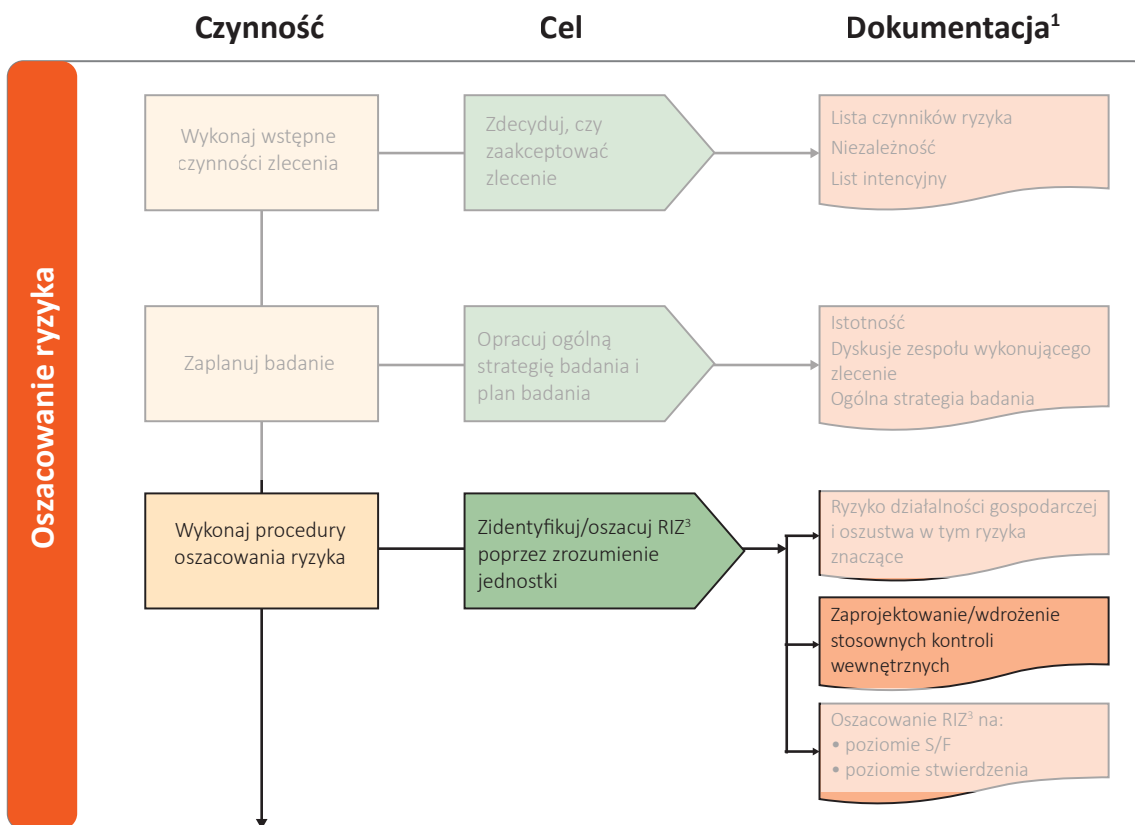 Czynność
Cel
Dokumentacja¹
Oszacowanie ryzyka
Wykonaj wstępne
czynności zlecenia
Zdecyduj, czy
zaakceptować
zlecenie
Lista czynników ryzyka
Niezależność
List intencyjny
Zaplanuj badanie
Opracuj ogólną
strategię badania i
plan badania
Istotność
Dyskusje zespołu wykonującego
zlecenie
Ogólna strategia badania
Wykonaj procedury
oszacowania ryzyka
Zidentyfikuj/oszacuj RIZ³
poprzez zrozumienie
jednostki
Ryzyko działalności gospodarczej
i oszustwa w tym ryzyka
znaczące
Zaprojektowanie/wdrożenie
stosownych kontroli
wewnętrznych
Oszacowanie RIZ³ na:
• poziomie S/F
• poziomie stwierdzenia